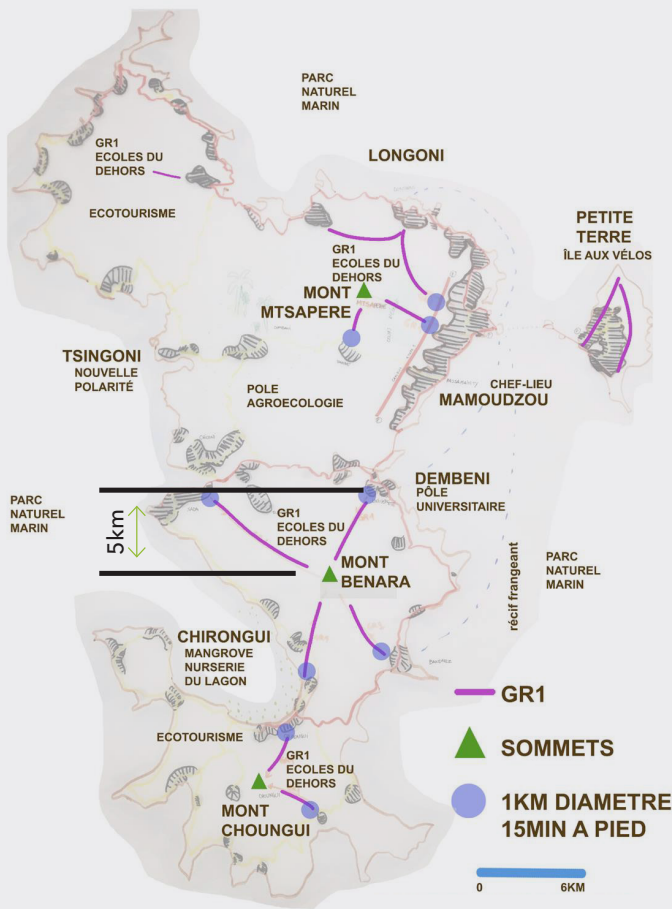 PARC
NATUREL
MARIN
LONGONI
GR1
ECOLES DU
DEHORS
ECOTOURISME
PETITE
TERRE
ÎLE AUX VÉLOS
GR1
ECOLES DU
DEHORS
MONT
MTSAPERE
TSINGONI
NOUVELLE
POLARITÉ
POLE
AGROECOLOGIE
CHEF-LIEU
MAMOUDZOU
DEMBENI
PÔLE
UNIVERSITAIRE
PARC
NATUREL
MARIN
5km
GR1
ECOLES DU
DEHORS
MONT
BENARA
récif frangeant
PARC
NATUREL
MARIN
CHIRONGUI
MANGROVE
NURSERIE
DU LAGON
ECOTOURISME
GR1
ECOLES DU
DEHORS
MONT
CHOUNGUI
GR1
SOMMETS
1KM DIAMETRE
15MIN A PIED
0 6KM